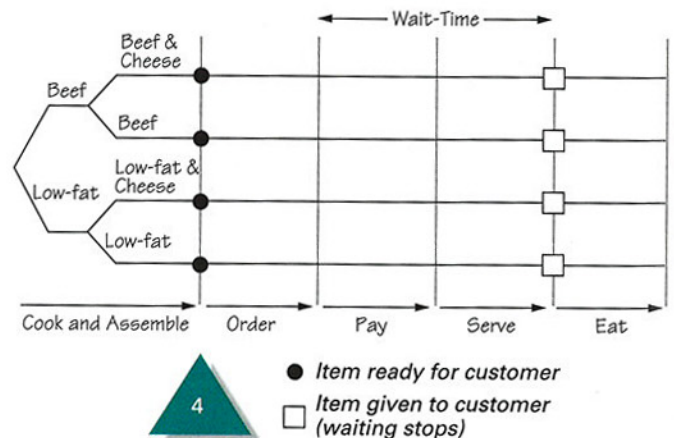 Wait-Time
Beef &
Cheese
Beef
Beef
Low-fat &
Cheese
Low-fat
Low-fat
Cook and Assemble
Order
Pay
Serve
Eat
4
Item ready for customer
Item given to customer
(waiting stops)